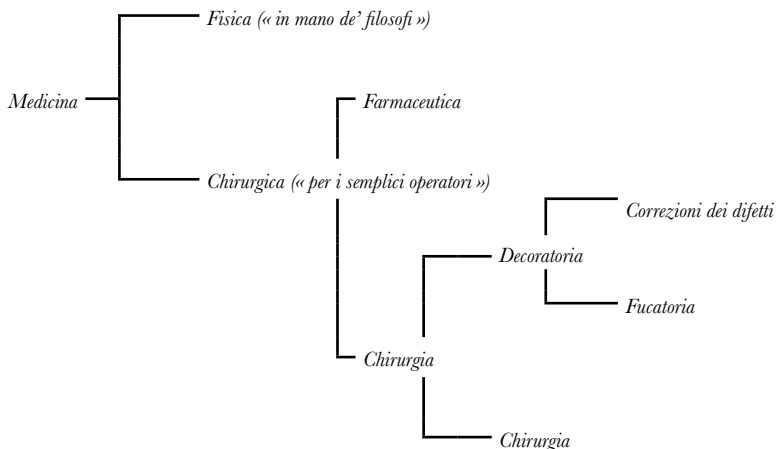 Fisica (« in mano de’ filosofi »)
Medicina
Farmaceutica
Chirurgica (« per i semplici operatori »)
Correzioni dei difetti
Decoratoria
Fucatoria
Chirurgia
Chirurgia